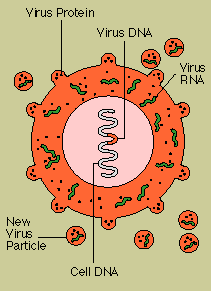 Virus Protein
Virus DNA
Virus
RNA
New
Virus
Particle
Cell DNA